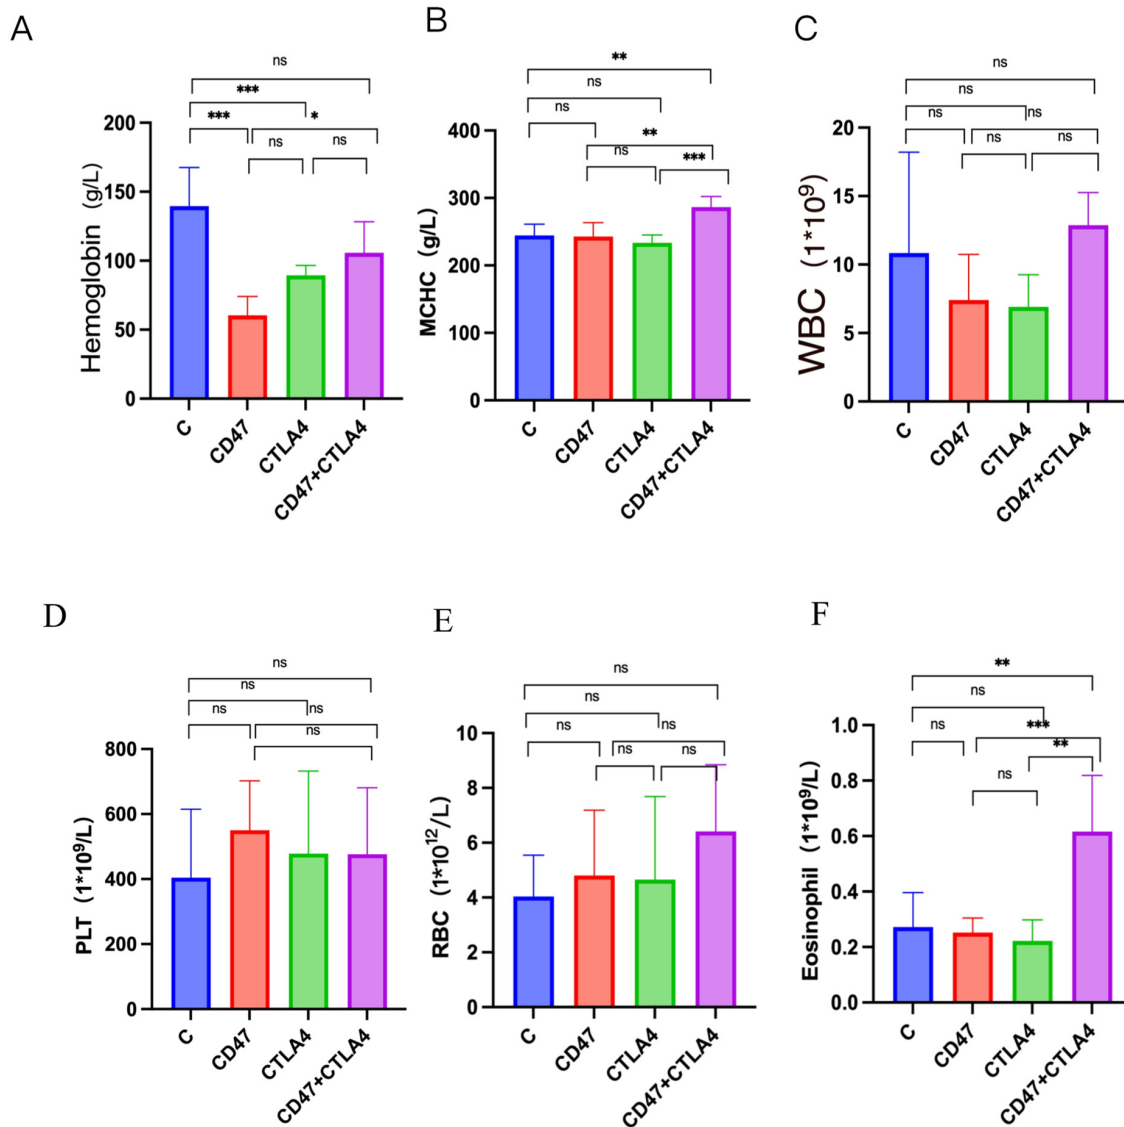 A
ns
***
***
*
ns
ns
Hemoglobin (g/L)
200
150
100
50
0
C
CD47
CTLA4
CD47+CTLA4
B
**
ns
ns
**
ns
***
MCHC (g/L)
400
300
200
100
0
C
CD47
CTLA4
CD47+CTLA4
C
ns
ns
ns
ns
ns
ns
WBC (1*10⁹)
20
15
10
5
0
C
CD47
CTLA4
CD47+CTLA4
D
ns
ns
ns
ns
ns
PLT (1*10⁹/L)
800
600
400
200
0
C
CD47
CTLA4
CD47+CTLA4
E
ns
ns
ns
ns
ns
ns
RBC (1*10¹²/L)
10
8
6
4
2
0
C
CD47
CTLA4
CD47+CTLA4
F
**
ns
ns
***
**
ns
Eosinophil (1*10⁹/L)
1.0
0.8
0.6
0.4
0.2
0.0
C
CD47
CTLA4
CD47+CTLA4